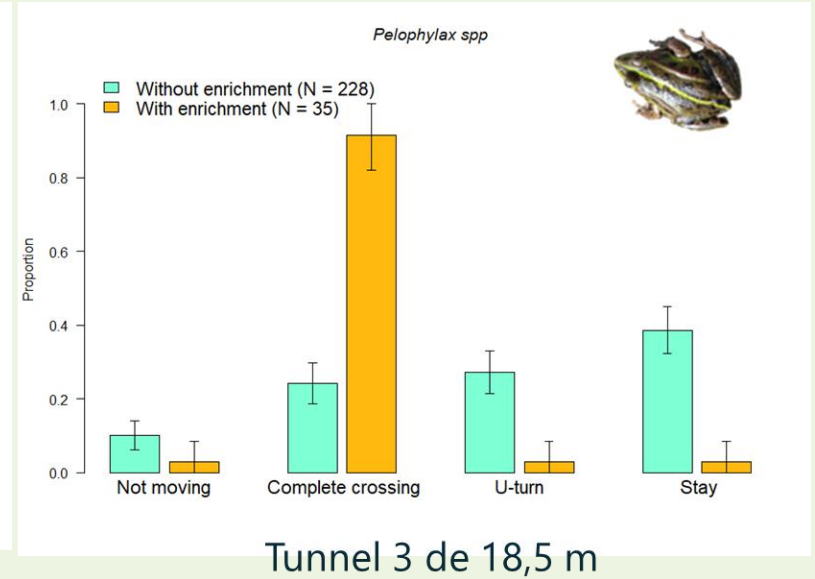 Pelophylax spp
Without enrichment (N = 228)
With enrichment (N = 35)
1.0
0.8
0.6
0.4
0.2
0.0
Proportion
Not moving Complete crossing U-turn Stay
Tunnel 3 de 18,5 m